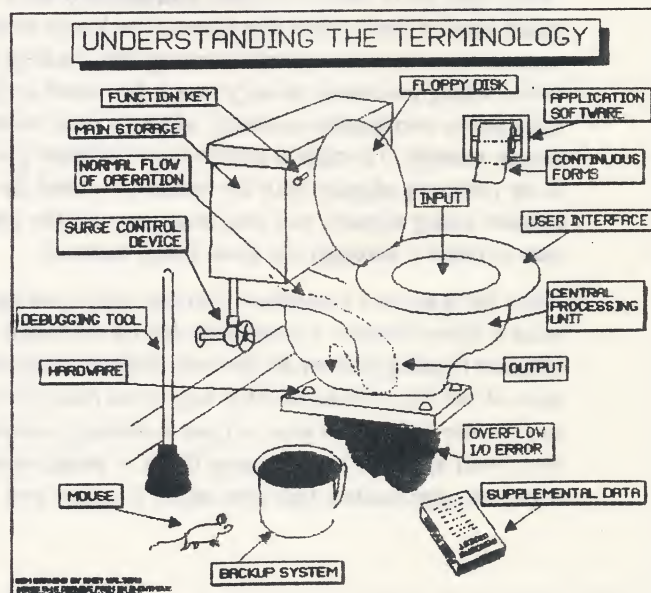 UNDERSTANDING THE TERMINOLOGY
FUNCTION KEY
FLOPPY DISK
APPLICATION
SOFTWARE
MAIN STORAGE
NORMAL FLOW
OF OPERATION
CONTINUOUS
FORMS
INPUT
USER INTERFACE
SURGE CONTROL
DEVICE
CENTRAL
PROCESSING
UNIT
DEBUGGING TOOL
HARDWARE
OUTPUT
OVERFLOW
I/O ERROR
MOUSE
SUPPLEMENTAL DATA
BACKUP SYSTEM